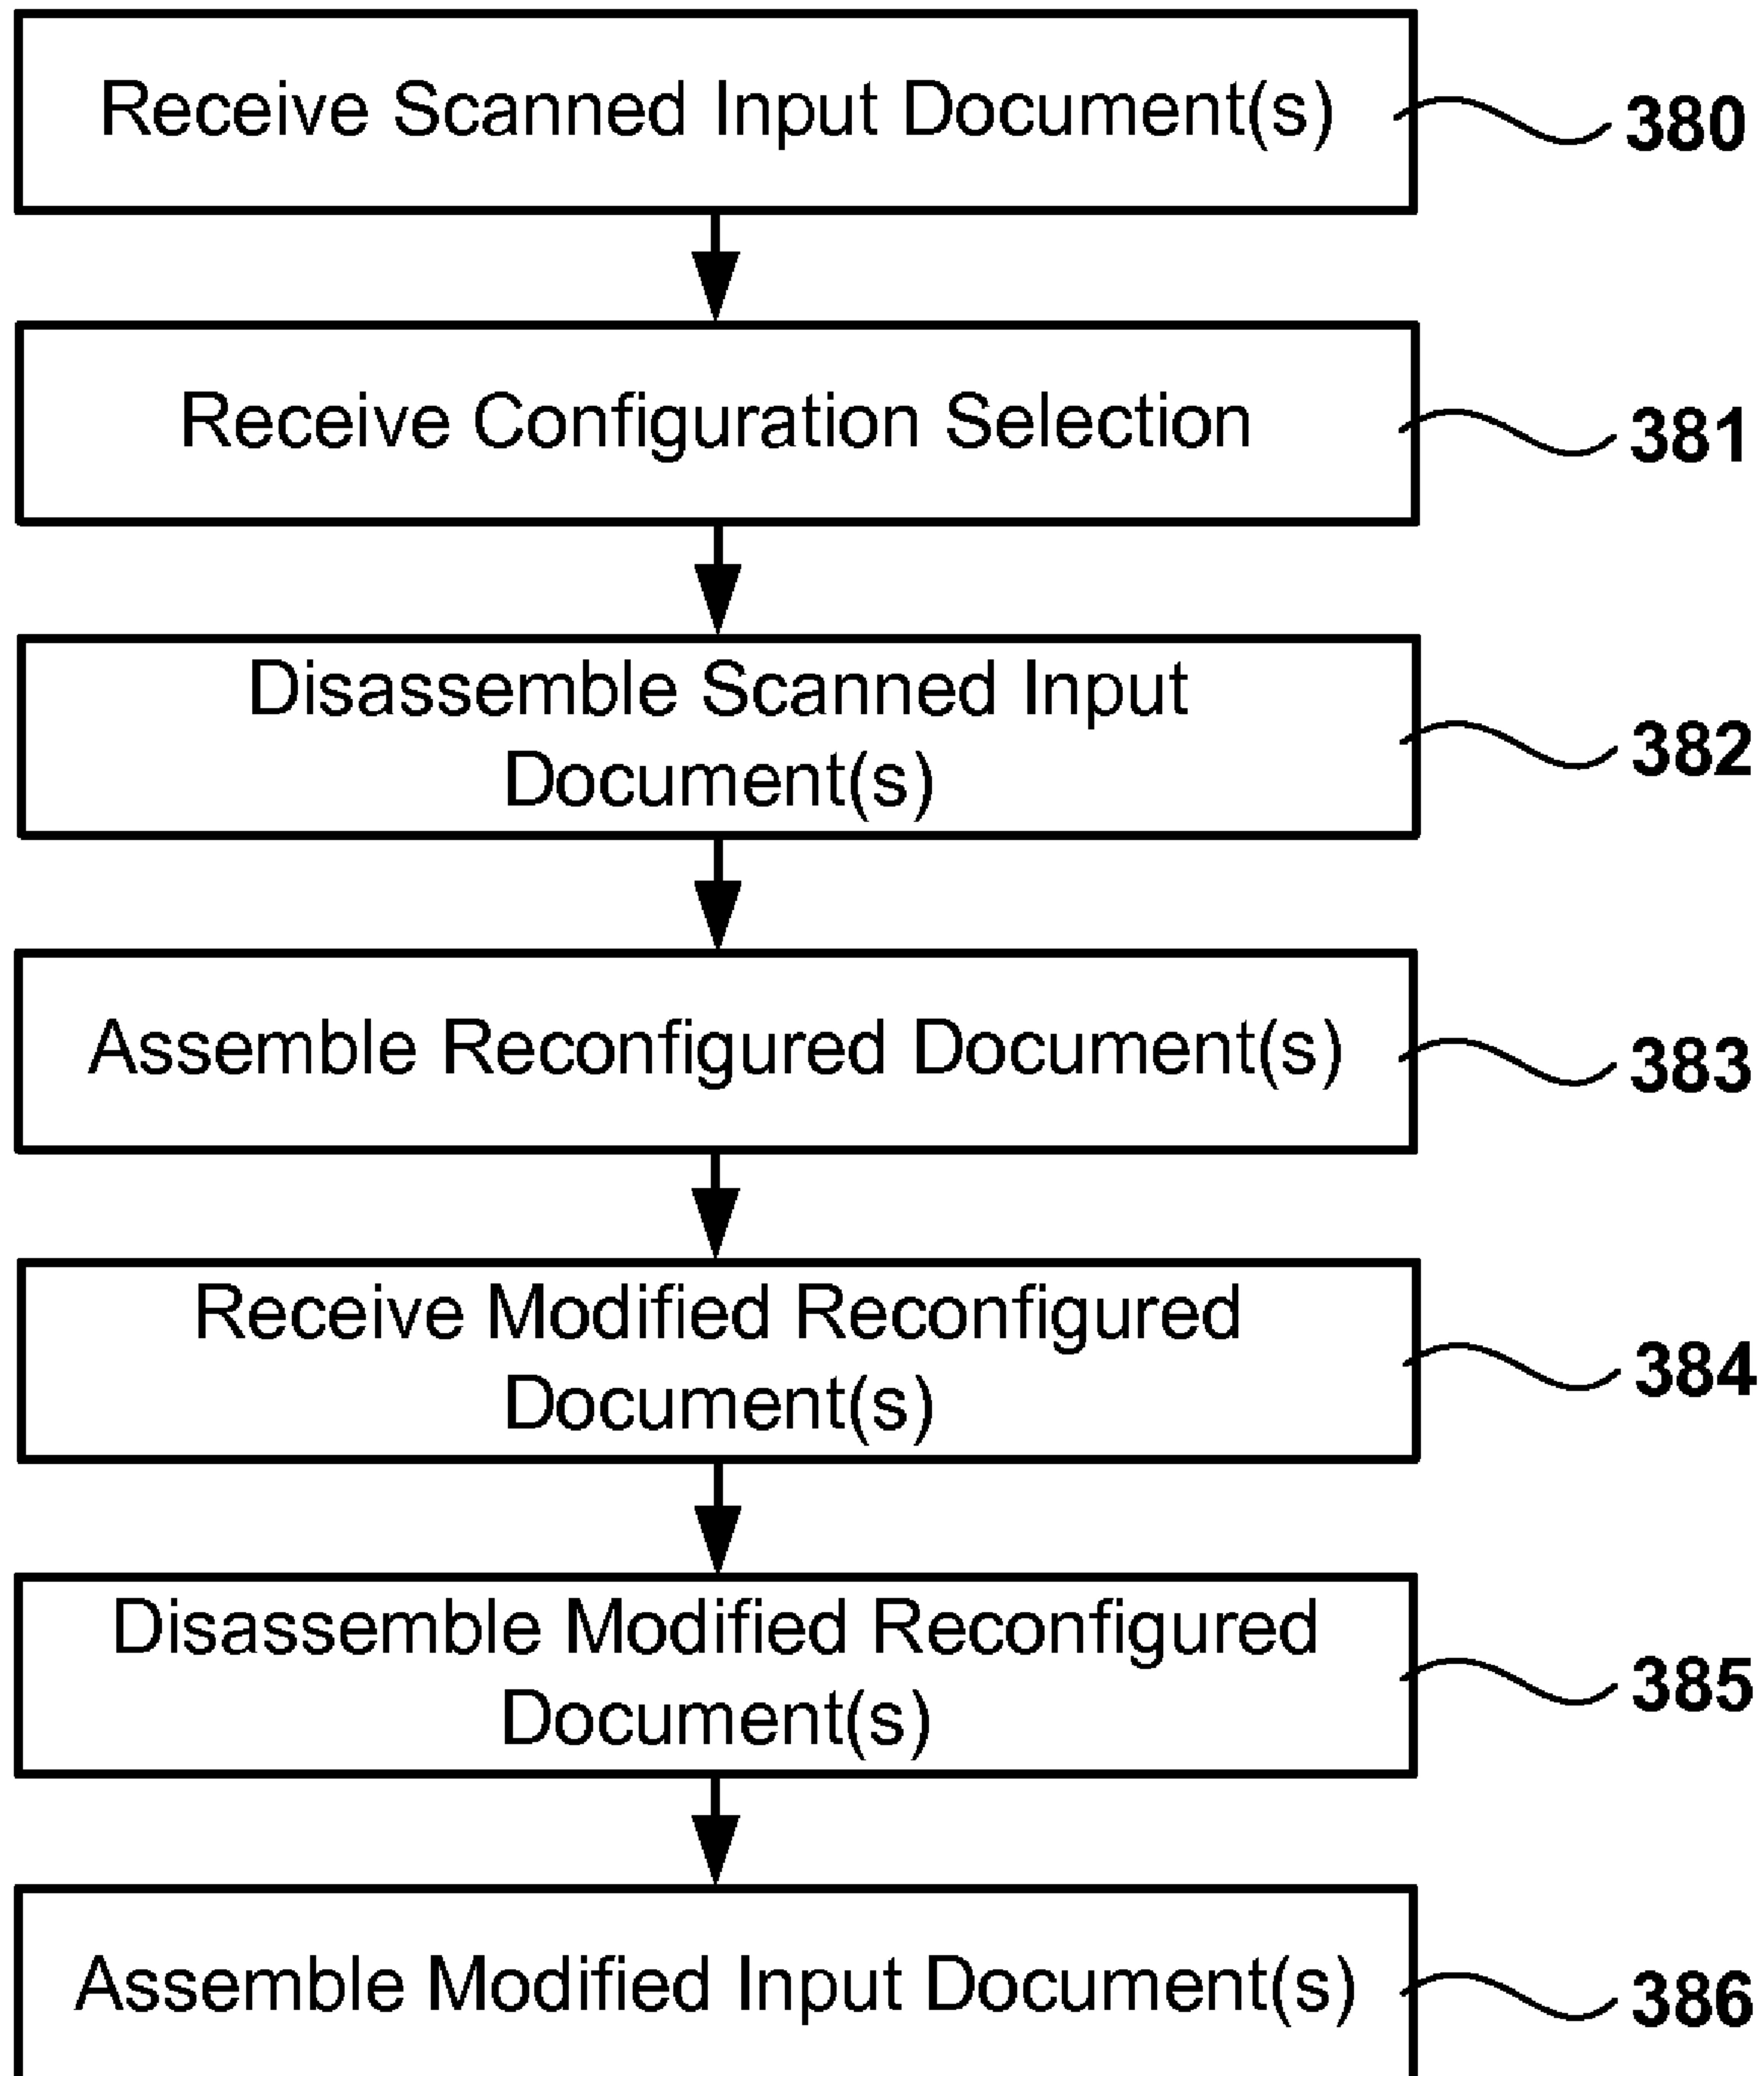 Receive Scanned Input Document(s)
380
Receive Configuration Selection
381
Disassemble Scanned Input
Document(s)
382
Assemble Reconfigured Document(s)
383
Receive Modified Reconfigured
Document(s)
384
Disassemble Modified Reconfigured
Document(s)
385
Assemble Modified Input Document(s)
386